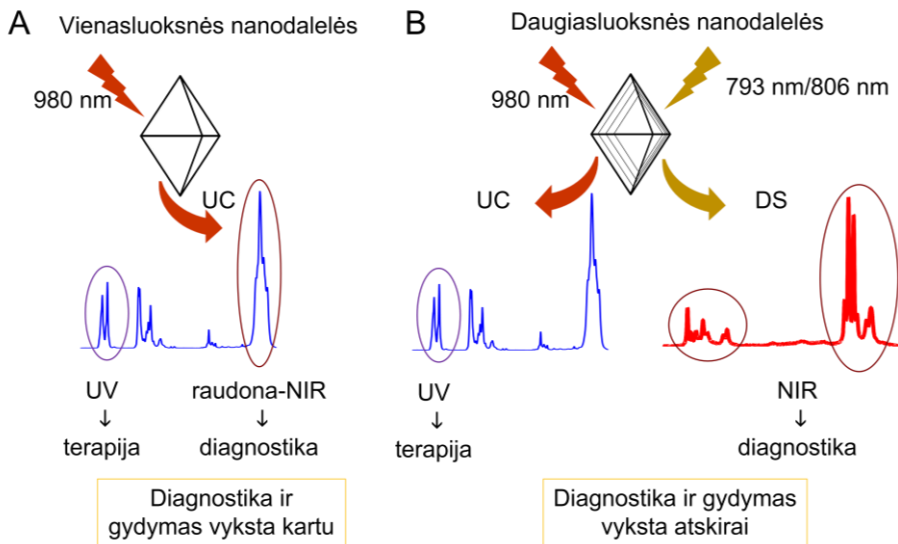 A
Vienasluoksnės nanodalelės
980 nm
UC
UV
↓
terapija
raudona-NIR
↓
diagnostika
Diagnostika ir
gydymas vyksta kartu
B
Daugiasluoksnės nanodalelės
980 nm
793 nm/806 nm
UC
DS
UV
↓
terapija
NIR
↓
diagnostika
Diagnostika ir gydymas
vyksta atskirai